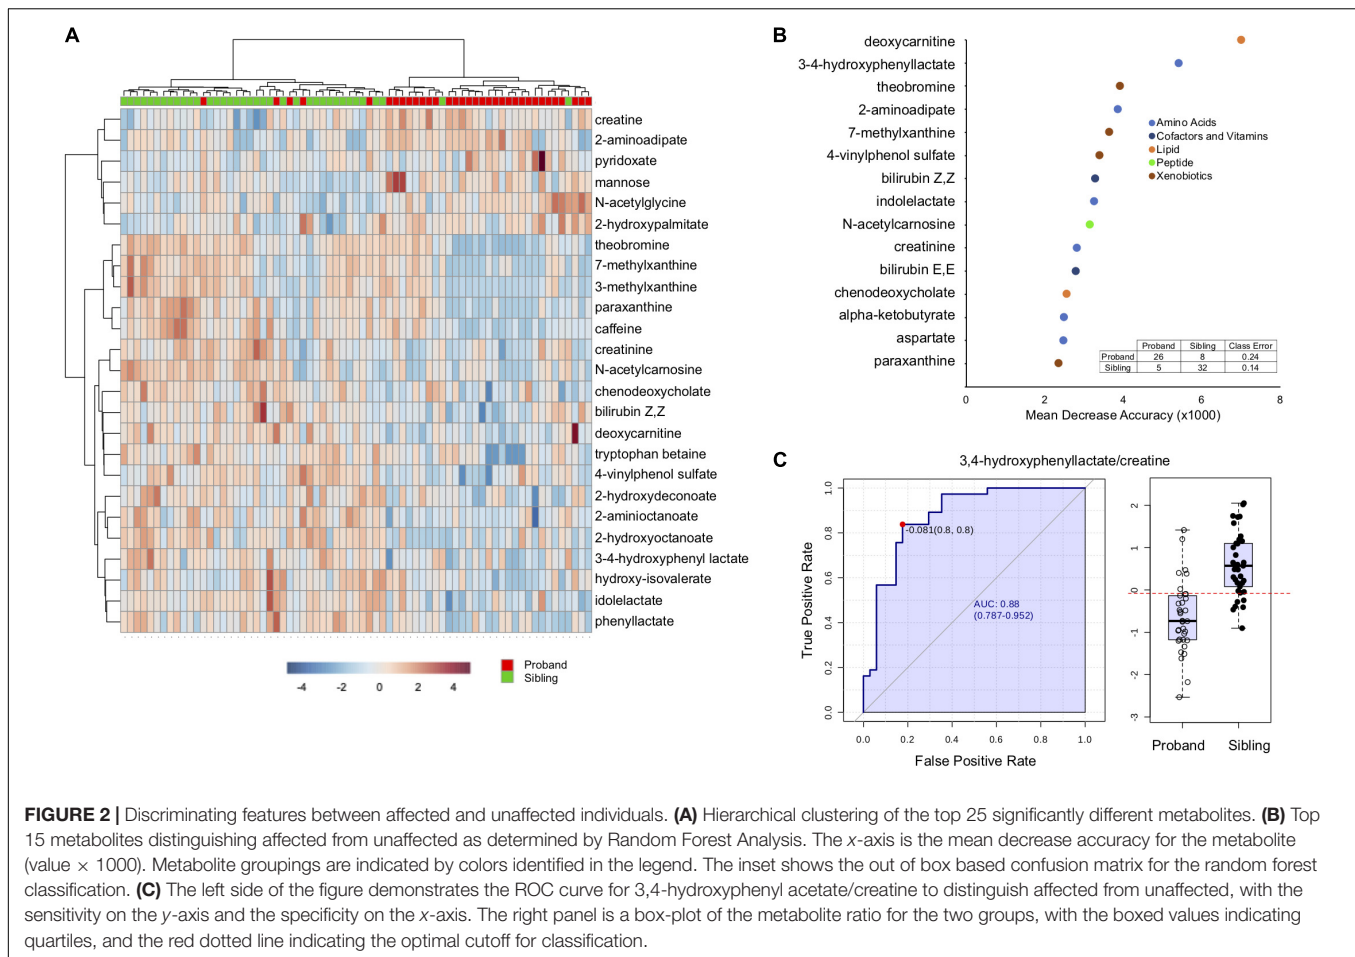 A
creatine
2-aminoadipate
pyridoxate
mannose
N-acetylglycine
2-hydroxypalmitate
theobromine
7-methylxanthine
3-methylxanthine
paraxanthine
caffeine
creatinine
N-acetylcarnosine
chenodeoxycholate
bilirubin Z,Z
deoxycarnitine
tryptophan betaine
4-vinylphenol sulfate
2-hydroxydeconoate
2-aminioctanoate
2-hydroxyoctanoate
3-4-hydroxyphenyl lactate
hydroxy-isovalerate
idolelactate
phenyllactate
-4 -2 0 2 4
Proband
Sibling
B
deoxycarnitine
3-4-hydroxyphenyllactate
theobromine
2-aminoadipate
7-methylxanthine
4-vinylphenol sulfate
bilirubin Z,Z
indolelactate
N-acetylcarnosine
creatinine
bilirubin E,E
chenodeoxycholate
alpha-ketobutyrate
aspartate
paraxanthine
Amino Acids
Cofactors and Vitamins
Lipid
Peptide
Xenobiotics
Proband Sibling Class Error
Proband 26 8 0.24
Sibling 5 32 0.14
0 2 4 6 8
Mean Decrease Accuracy (x1000)
C
3,4-hydroxyphenyllactate/creatine
True Positive Rate
1.0
0.8
0.6
0.4
0.2
0.0
-0.081(0.8, 0.8)
AUC: 0.88
(0.787-0.952)
0.0 0.2 0.4 0.6 0.8 1.0
False Positive Rate
2
1
0
-1
-2
-3
Proband Sibling
FIGURE 2 | Discriminating features between affected and unaffected individuals. (A) Hierarchical clustering of the top 25 significantly different metabolites. (B) Top
15 metabolites distinguishing affected from unaffected as determined by Random Forest Analysis. The x-axis is the mean decrease accuracy for the metabolite
(value × 1000). Metabolite groupings are indicated by colors identified in the legend. The inset shows the out of box based confusion matrix for the random forest
classification. (C) The left side of the figure demonstrates the ROC curve for 3,4-hydroxyphenyl acetate/creatine to distinguish affected from unaffected, with the
sensitivity on the y-axis and the specificity on the x-axis. The right panel is a box-plot of the metabolite ratio for the two groups, with the boxed values indicating
quartiles, and the red dotted line indicating the optimal cutoff for classification.